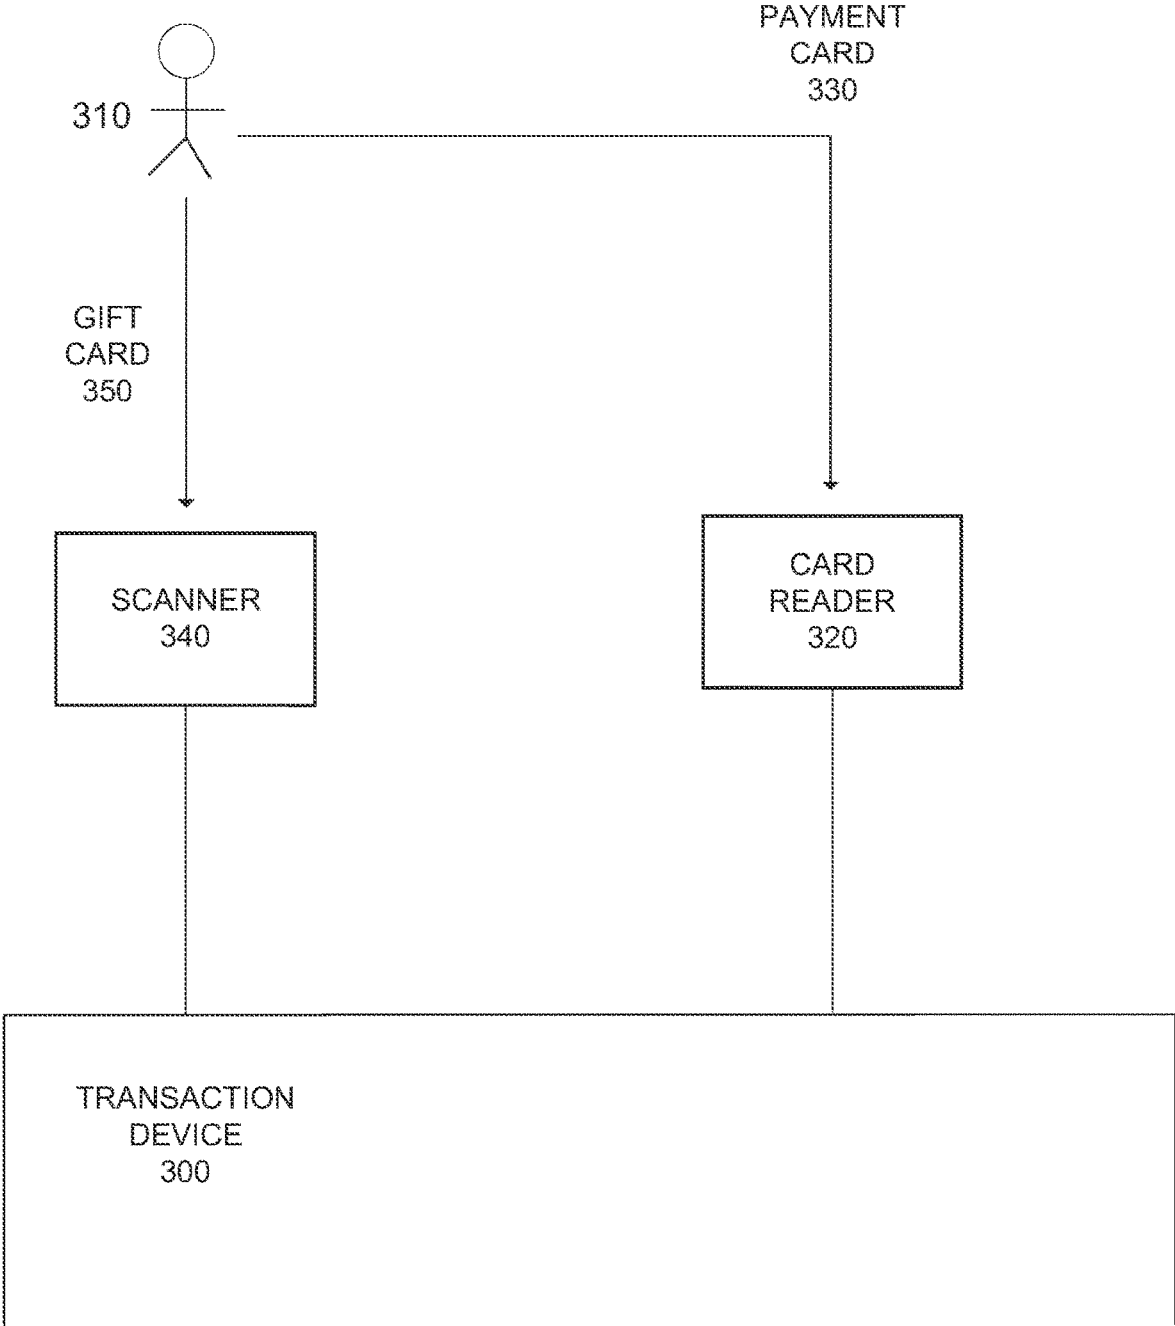 PAYMENT
CARD
330
310
GIFT
CARD
350
SCANNER
340
CARD
READER
320
TRANSACTION
DEVICE
300